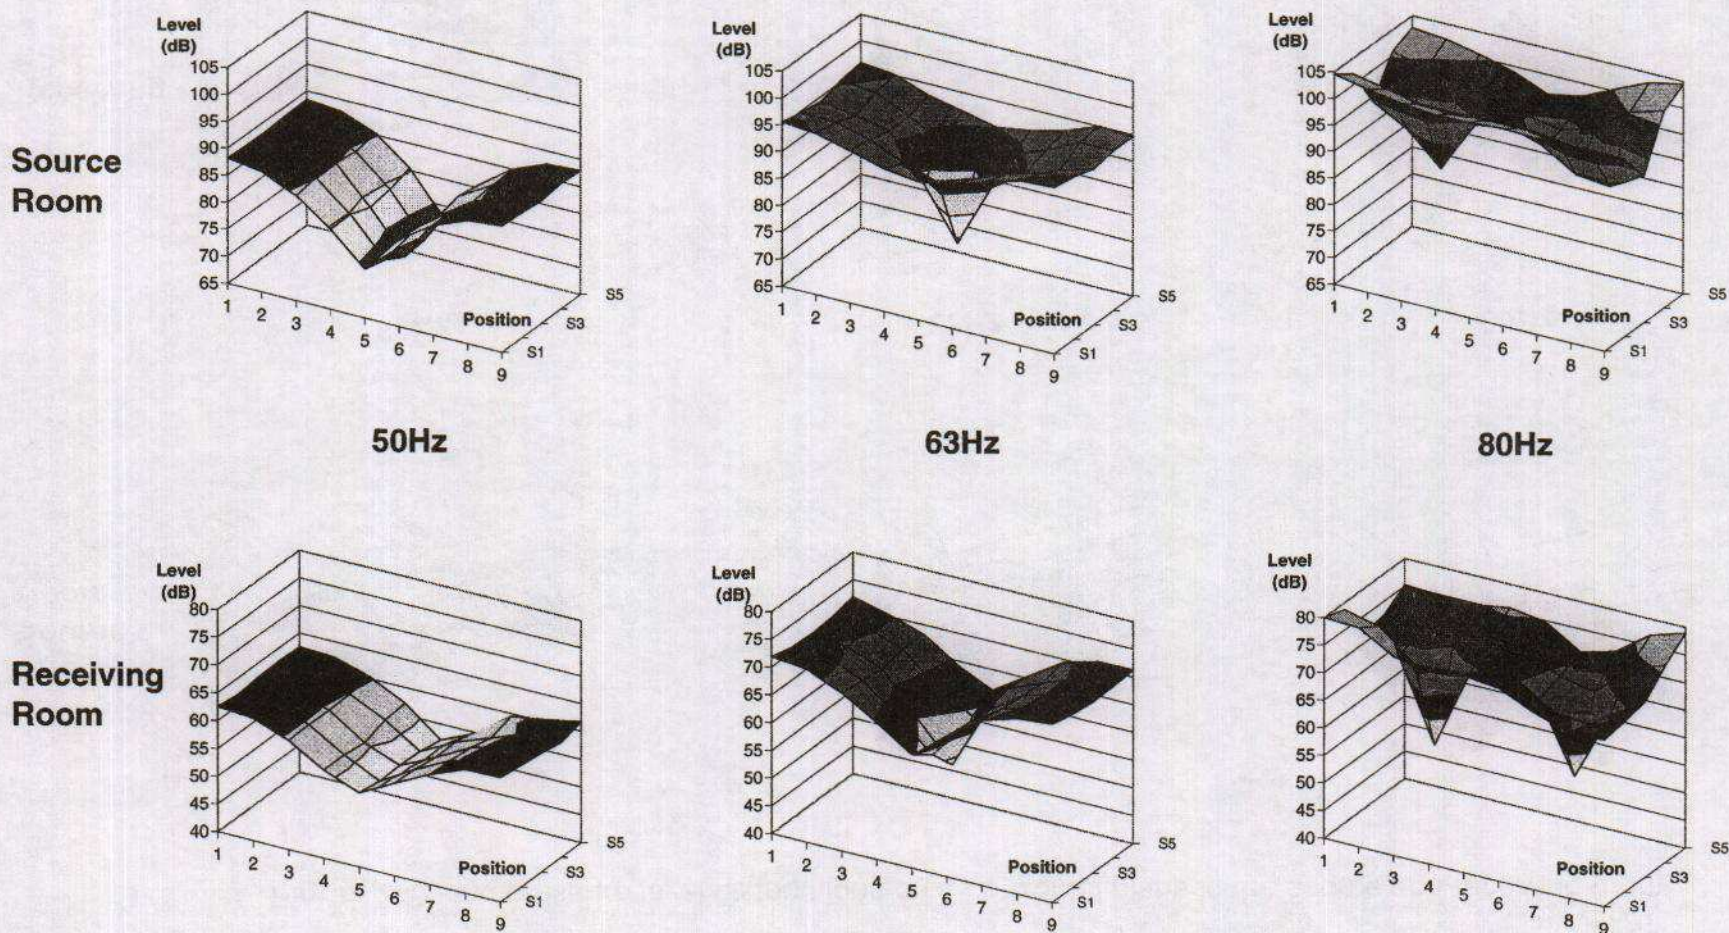 Level
(dB)
105
100
95
90
85
80
75
70
65
1 2 3 4 5 6 7 8 9
Position
S1
S3
S5
Level
(dB)
105
100
95
90
85
80
75
70
65
1 2 3 4 5 6 7 8 9
Position
S1
S3
S5
Level
(dB)
105
100
95
90
85
80
75
70
65
1 2 3 4 5 6 7 8 9
Position
S1
S3
S5
Source
Room
50Hz
63Hz
80Hz
Receiving
Room
Level
(dB)
80
75
70
65
60
55
50
45
40
1 2 3 4 5 6 7 8 9
Position
S1
S3
S5
Level
(dB)
80
75
70
65
60
55
50
45
40
1 2 3 4 5 6 7 8 9
Position
S1
S3
S5
Level
(dB)
80
75
70
65
60
55
50
45
40
1 2 3 4 5 6 7 8 9
Position
S1
S3
S5